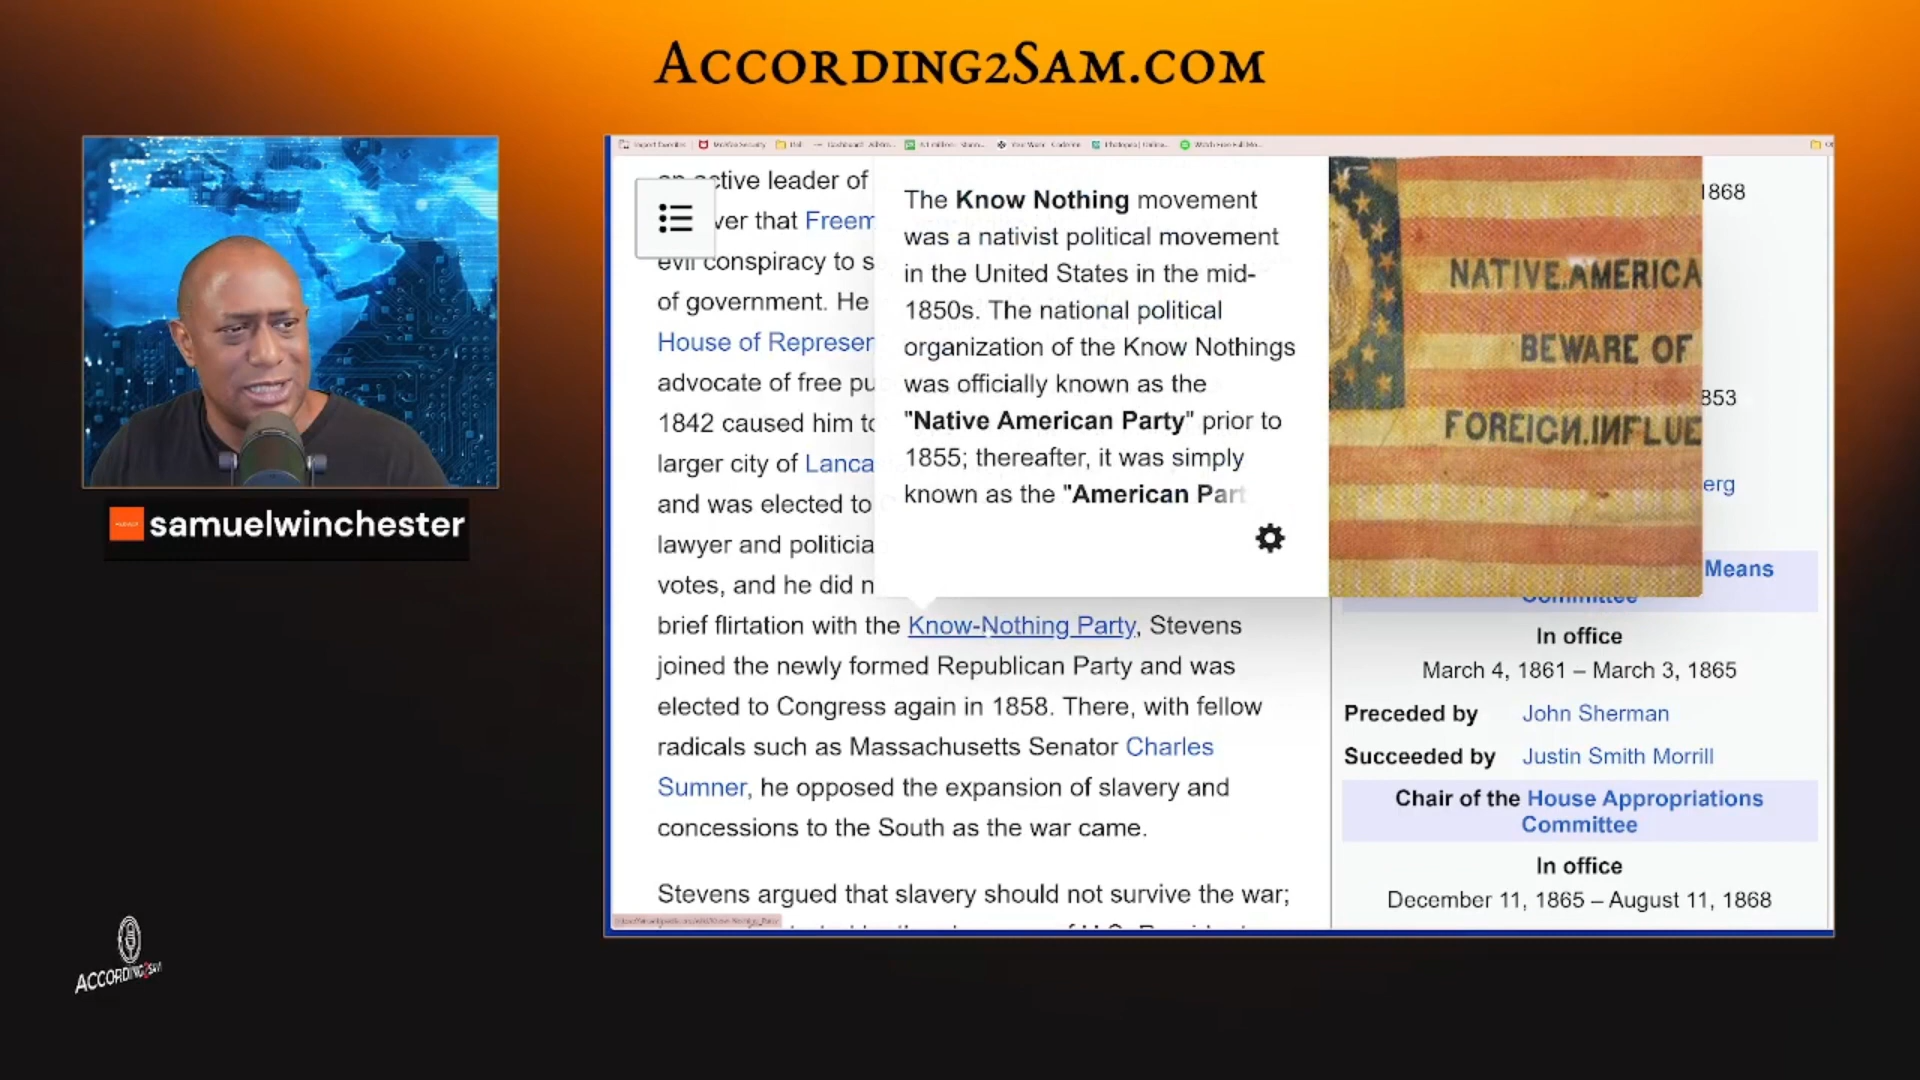 According2Sam.com
samuelwinchester
ACCORDING2SAM
Import favorites
McAfee Security
an active leader of
ver that Freem
evil conspiracy to s
of government. He
House of Represer
advocate of free pu
1842 caused him to
larger city of Lanca
and was elected to
lawyer and politicia
votes, and he did n
brief flirtation with the Know-Nothing Party, Stevens
joined the newly formed Republican Party and was
elected to Congress again in 1858. There, with fellow
radicals such as Massachusetts Senator Charles
Sumner, he opposed the expansion of slavery and
concessions to the South as the war came.
Stevens argued that slavery should not survive the war;
The Know Nothing movement
was a nativist political movement
in the United States in the mid-
1850s. The national political
organization of the Know Nothings
was officially known as the
"Native American Party" prior to
1855; thereafter, it was simply
known as the "American Part
NATIVE.AMERICA
BEWARE OF
FOREIGN.INFLUE
1868
853
erg
Means
Committee
In office
March 4, 1861 – March 3, 1865
Preceded by John Sherman
Succeeded by Justin Smith Morrill
Chair of the House Appropriations
Committee
In office
December 11, 1865 – August 11, 1868